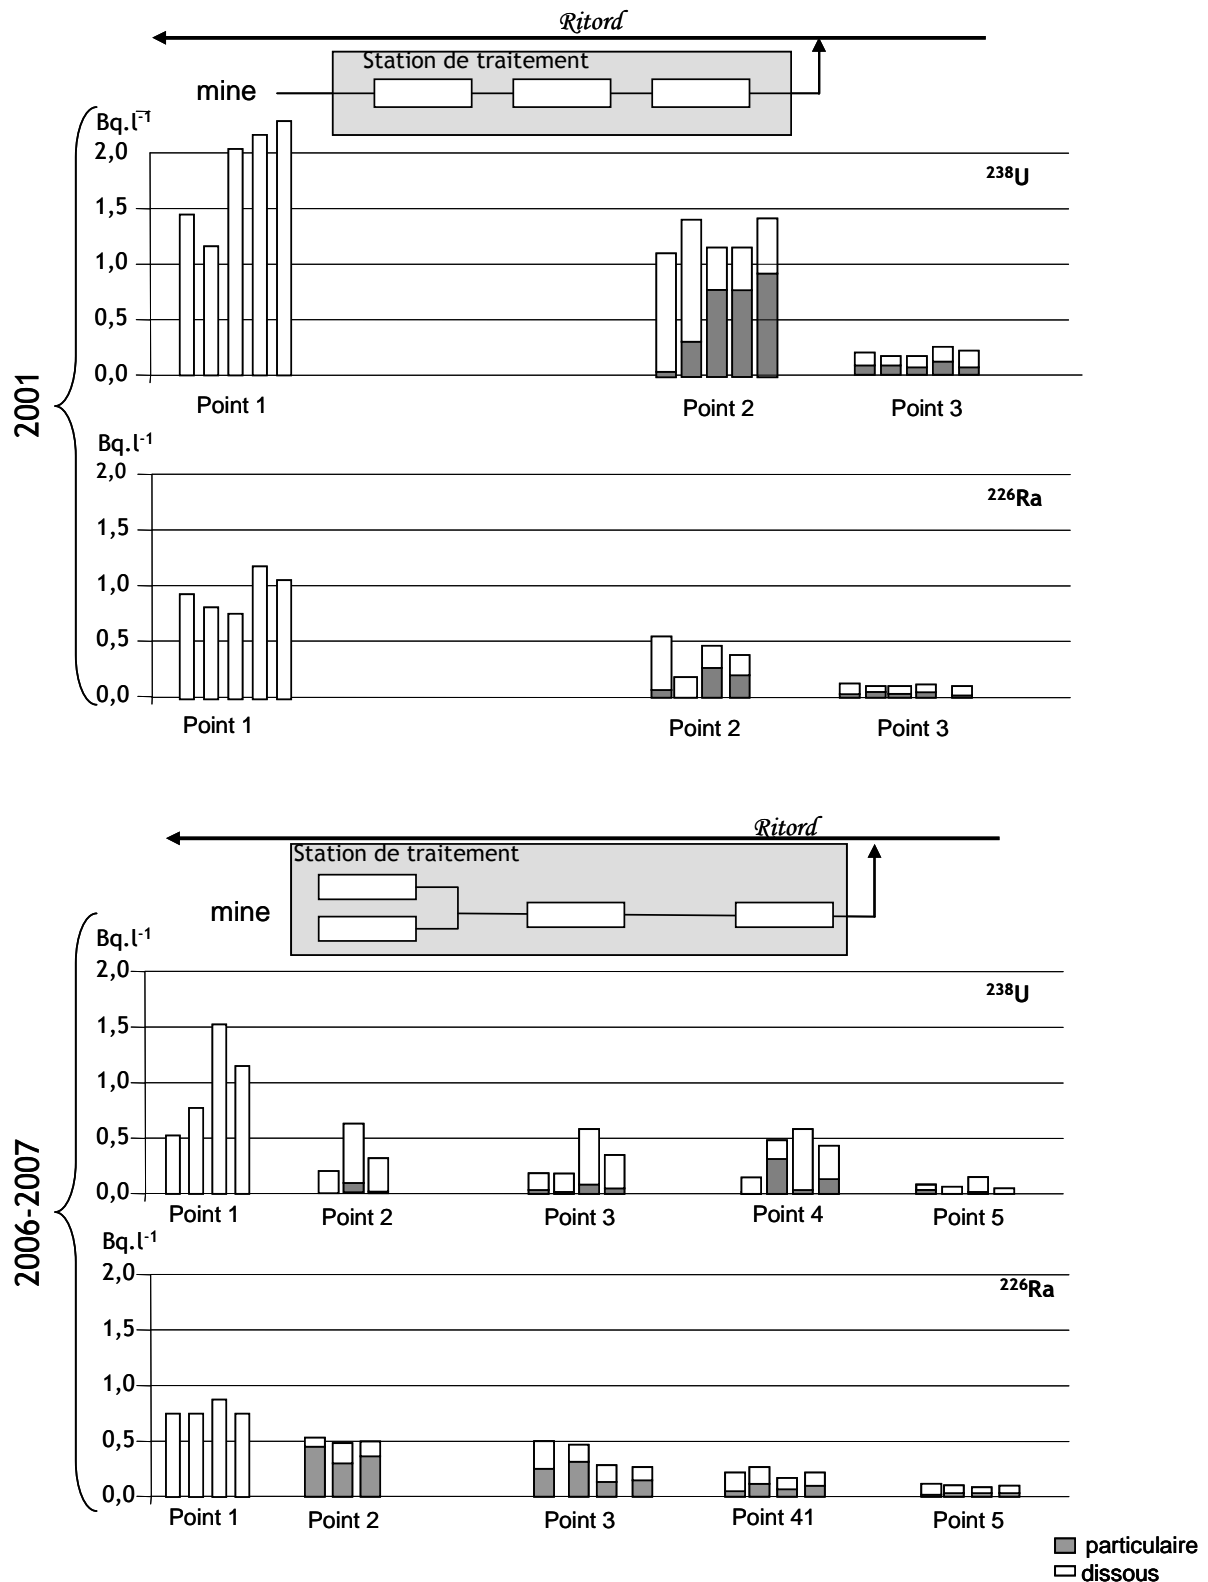 Ritord
Station de traitement
mine
2001
Bq.l⁻¹
2,0
1,5
1,0
0,5
0,0
²³⁸U
Point 1
Point 2
Point 3
Bq.l⁻¹
2,0
1,5
1,0
0,5
0,0
²²⁶Ra
Point 1
Point 2
Point 3
Ritord
Station de traitement
mine
2006-2007
Bq.l⁻¹
2,0
1,5
1,0
0,5
0,0
²³⁸U
Point 1
Point 2
Point 3
Point 4
Point 5
Bq.l⁻¹
2,0
1,5
1,0
0,5
0,0
²²⁶Ra
Point 1
Point 2
Point 3
Point 41
Point 5
particulaire
dissous